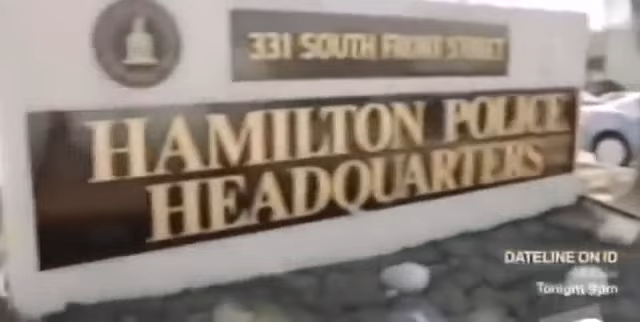 331 SOUTH FRONT STREET
HAMILTON POLICE
HEADQUARTERS
DATELINE ON ID
Tonight 9pm